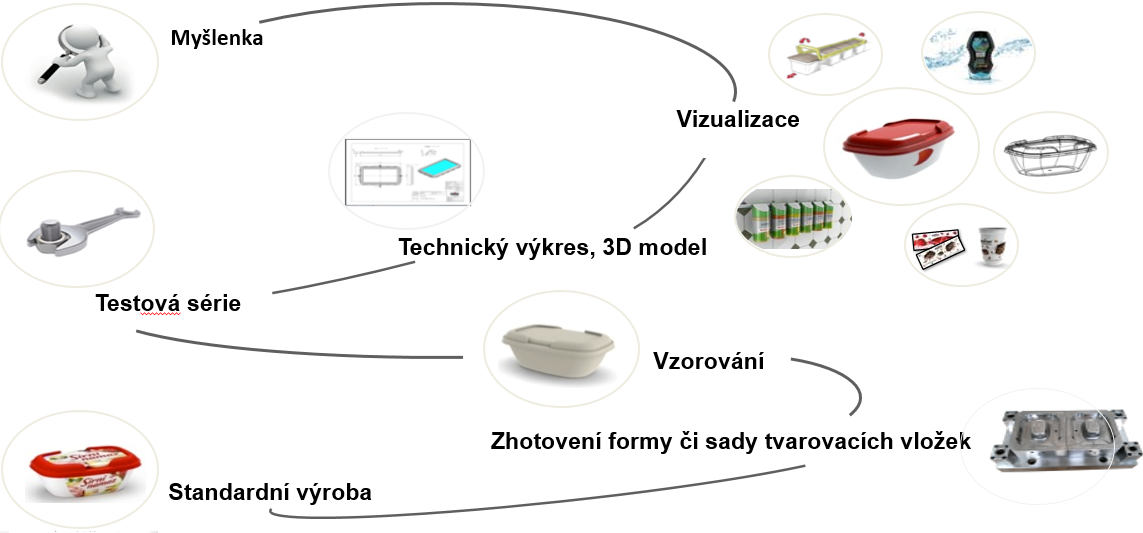 Myšlenka
Vizualizace
Technický výkres, 3D model
Testová série
Vzorování
Zhotovení formy či sady tvarovacích vložek
Standardní výroba